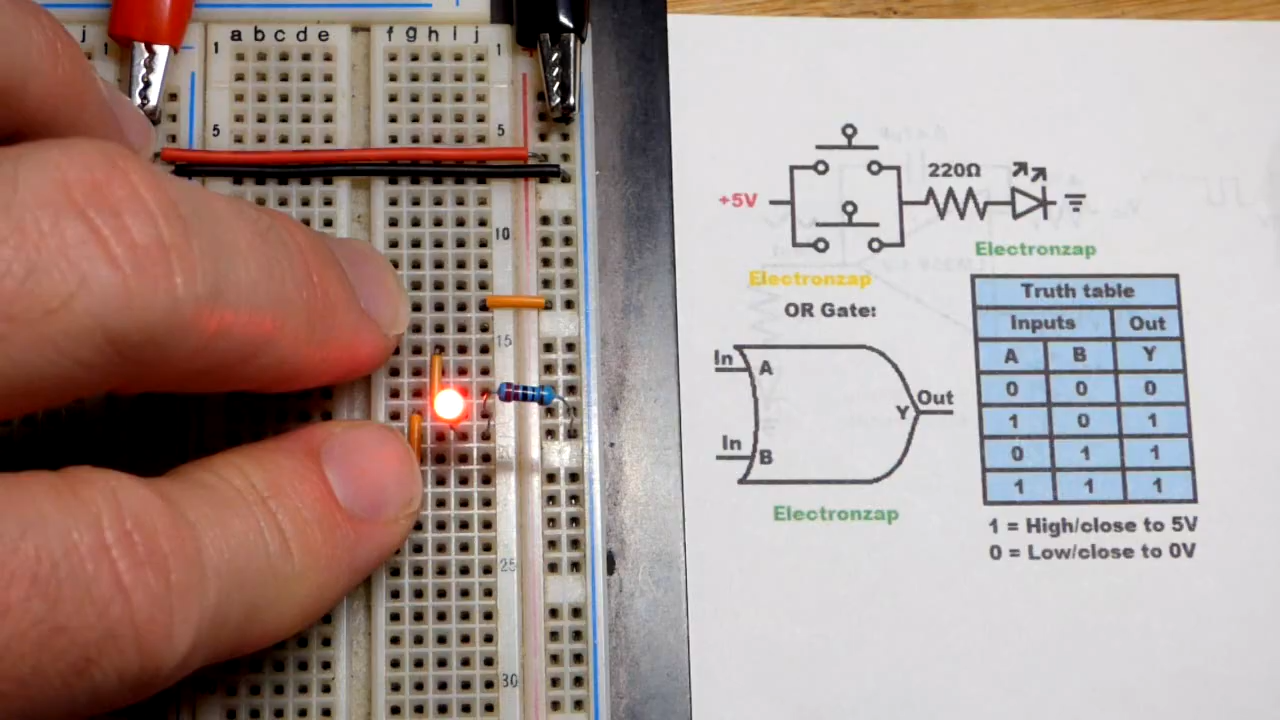 j
1
a b c d e
f g h i j
1
1
5
5
10
15
25
30
220Ω
+5V
Electronzap
Electronzap
OR Gate:
In
A
Out
Y
In
B
Electronzap
Truth table
Inputs Out
A B Y
0 0 0
1 0 1
0 1 1
1 1 1
1 = High/close to 5V
0 = Low/close to 0V